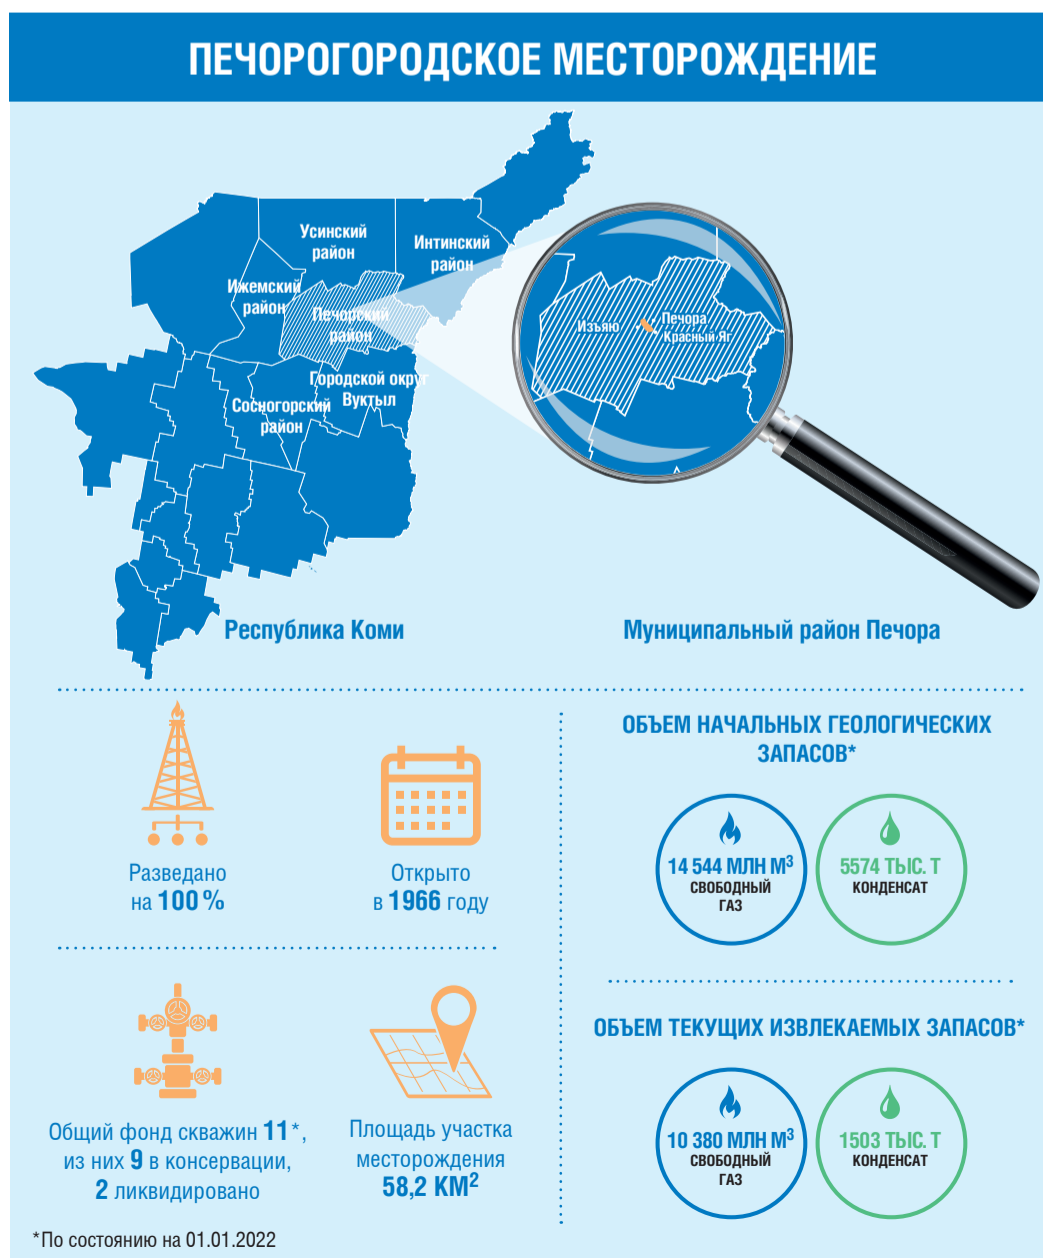 ПЕЧОРОГОРОДСКОЕ МЕСТОРОЖДЕНИЕ
Усинский
район
Интинский
район
Ижемский
район
Печорский
район
Городской округ
Вуктыл
Сосногорский
район
Изъяю
Печора
Красный Яг
Республика Коми
Муниципальный район Печора
Разведано
на 100 %
Открыто
в 1966 году
Общий фонд скважин 11*,
из них 9 в консервации,
2 ликвидировано
Площадь участка
месторождения
58,2 КМ²
ОБЪЕМ НАЧАЛЬНЫХ ГЕОЛОГИЧЕСКИХ
ЗАПАСОВ*
14 544 МЛН М³
СВОБОДНЫЙ
ГАЗ
5574 ТЫС. Т
КОНДЕНСАТ
ОБЪЕМ ТЕКУЩИХ ИЗВЛЕКАЕМЫХ ЗАПАСОВ*
10 380 МЛН М³
СВОБОДНЫЙ
ГАЗ
1503 ТЫС. Т
КОНДЕНСАТ
*По состоянию на 01.01.2022